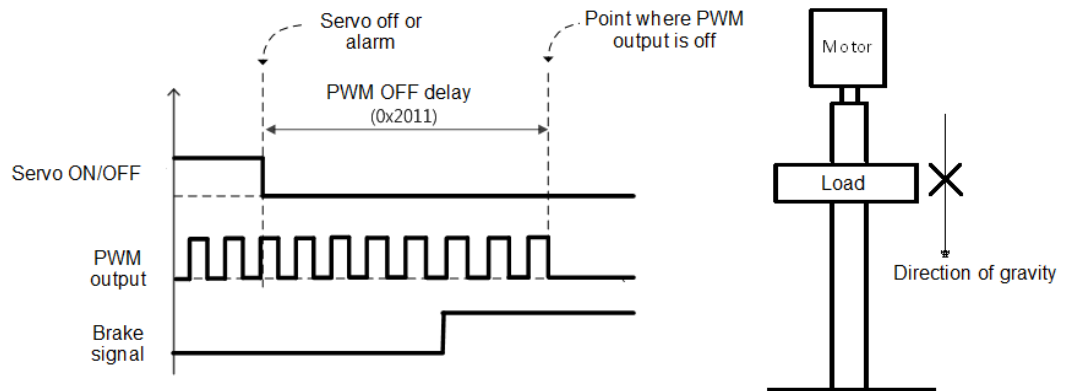 Servo off or
alarm
Point where PWM
output is off
PWM OFF delay
(0x2011)
Servo ON/OFF
PWM
output
Brake
signal
Motor
Load
Direction of gravity